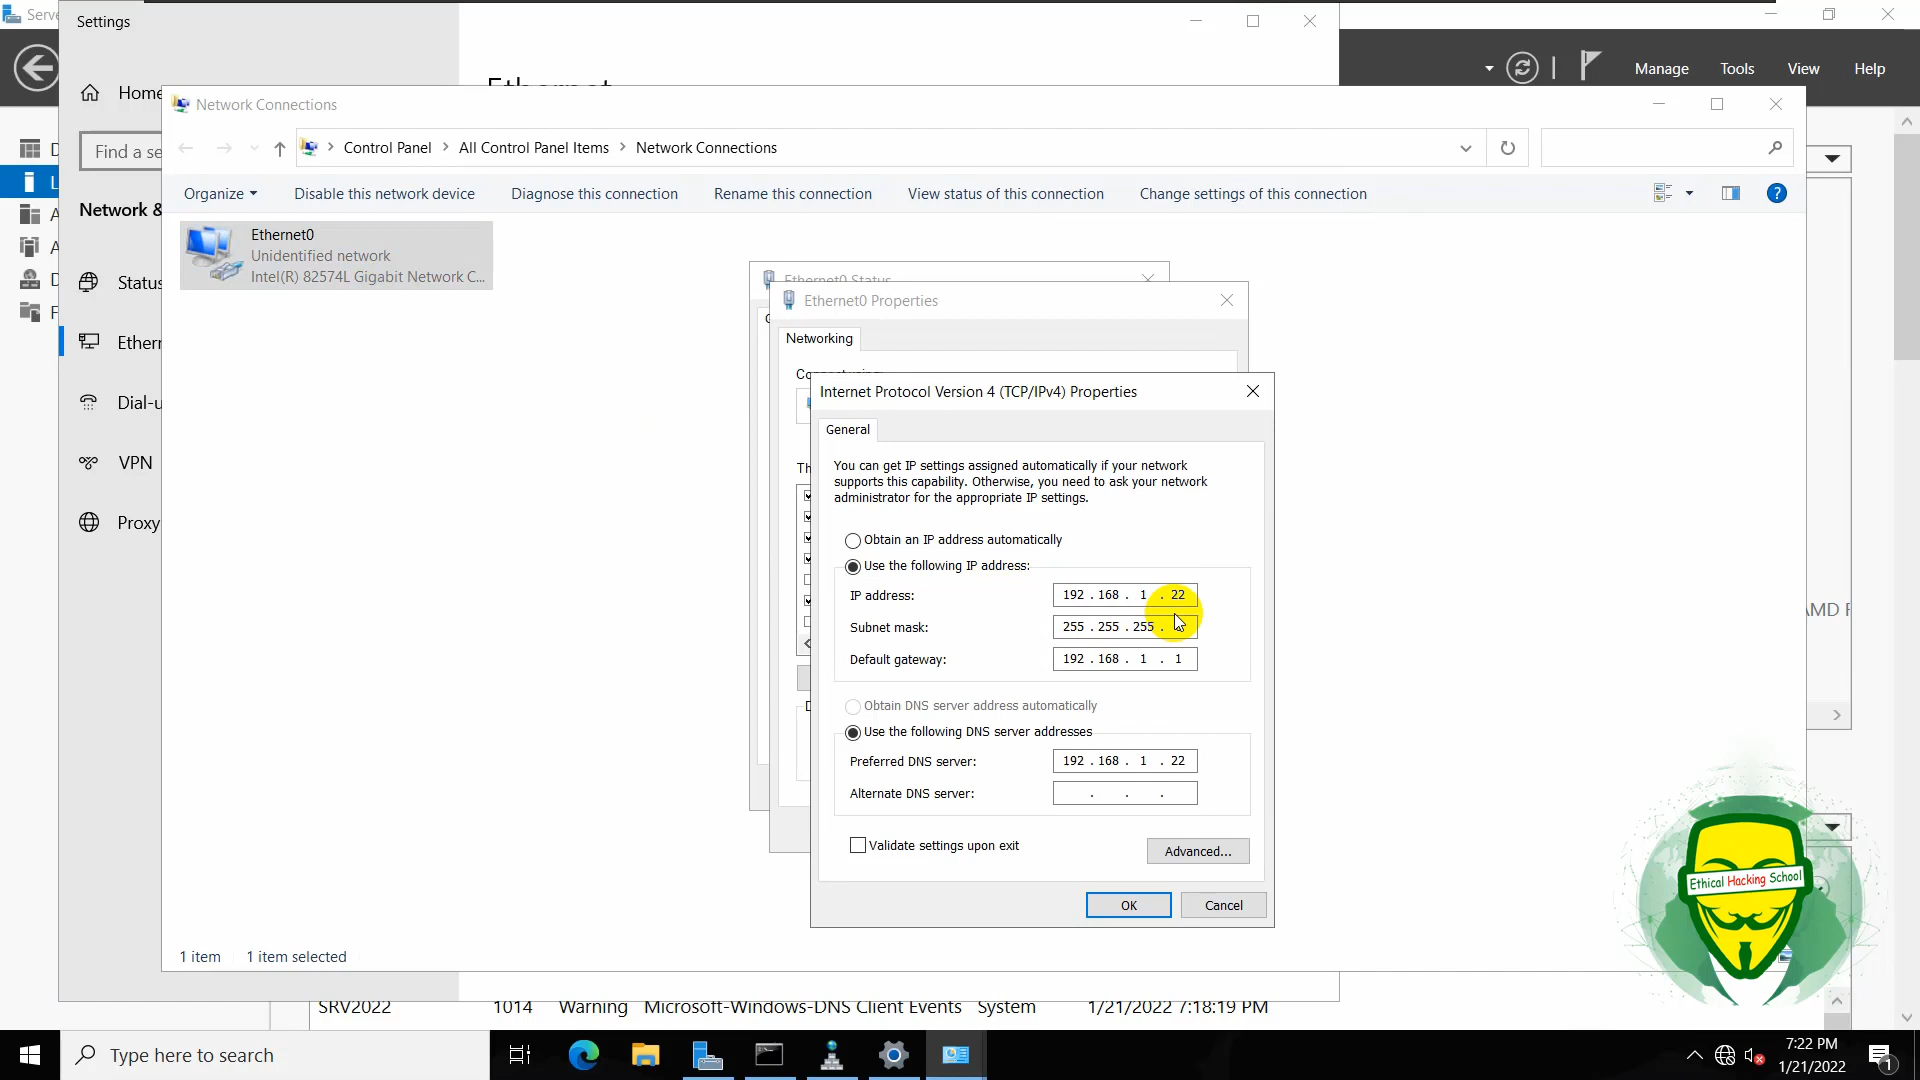 Settings
Manage
Tools
View
Help
Home
Network Connections
Control Panel > All Control Panel Items > Network Connections
Organize
Disable this network device
Diagnose this connection
Rename this connection
View status of this connection
Change settings of this connection
Network &
Ethernet0
Unidentified network
Intel(R) 82574L Gigabit Network C...
Status
VPN
Proxy
Ethernet0 Status
Ethernet0 Properties
Networking
Internet Protocol Version 4 (TCP/IPv4) Properties
General
You can get IP settings assigned automatically if your network
supports this capability. Otherwise, you need to ask your network
administrator for the appropriate IP settings.
Obtain an IP address automatically
Use the following IP address:
IP address: 192 . 168 . 1 . 22
Subnet mask: 255 . 255 . 255 .
Default gateway: 192 . 168 . 1 . 1
Obtain DNS server address automatically
Use the following DNS server addresses
Preferred DNS server: 192 . 168 . 1 . 22
Alternate DNS server: . . .
Validate settings upon exit
Advanced...
OK
Cancel
Ethical Hacking School
1 item
1 item selected
SRV2022 1014 Warning Microsoft-Windows-DNS Client Events System 1/21/2022 7:18:19 PM
Type here to search
7:22 PM
1/21/2022
1